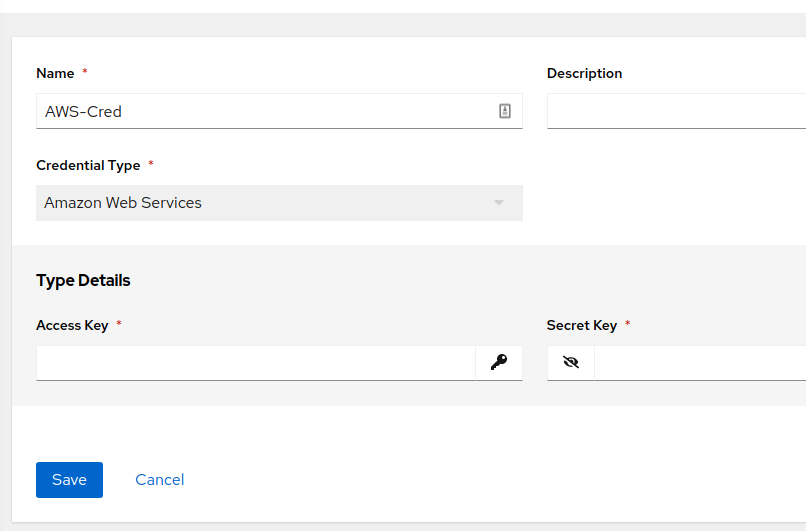 Name *
Description
AWS-Cred
Credential Type *
Amazon Web Services
Type Details
Access Key *
Secret Key *
Save
Cancel